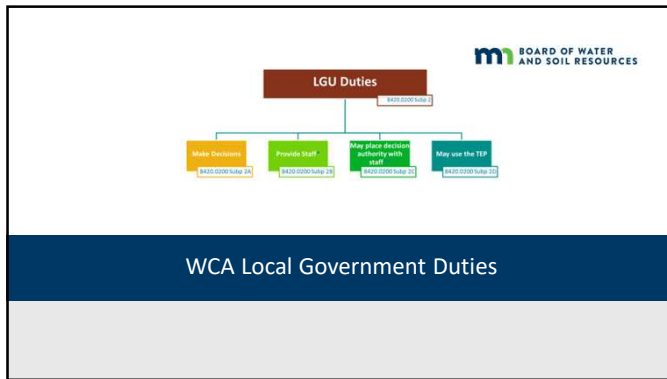 BOARD OF WATER
AND SOIL RESOURCES
LGU Duties
8420.0200 Subp 2
Make Decisions
8420.0200 Subp 2A
Provide Staff
8420.0200 Subp 2B
May place decision
authority with
staff
8420.0200 Subp 2C
May use the TEP
8420.0200 Subp 2D
WCA Local Government Duties